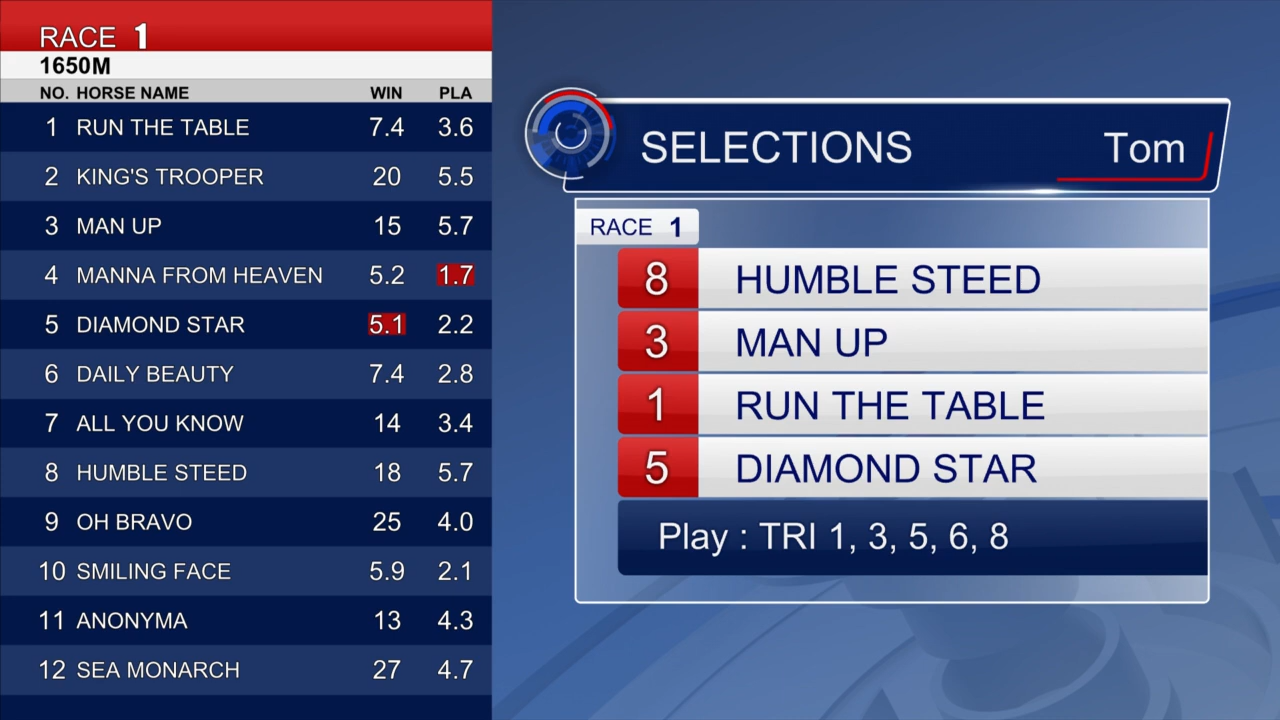 RACE 1
1650M
NO. HORSE NAME WIN PLA
1 RUN THE TABLE 7.4 3.6
2 KING'S TROOPER 20 5.5
3 MAN UP 15 5.7
4 MANNA FROM HEAVEN 5.2 1.7
5 DIAMOND STAR 5.1 2.2
6 DAILY BEAUTY 7.4 2.8
7 ALL YOU KNOW 14 3.4
8 HUMBLE STEED 18 5.7
9 OH BRAVO 25 4.0
10 SMILING FACE 5.9 2.1
11 ANONYMA 13 4.3
12 SEA MONARCH 27 4.7
SELECTIONS Tom
RACE 1
8 HUMBLE STEED
3 MAN UP
1 RUN THE TABLE
5 DIAMOND STAR
Play : TRI 1, 3, 5, 6, 8